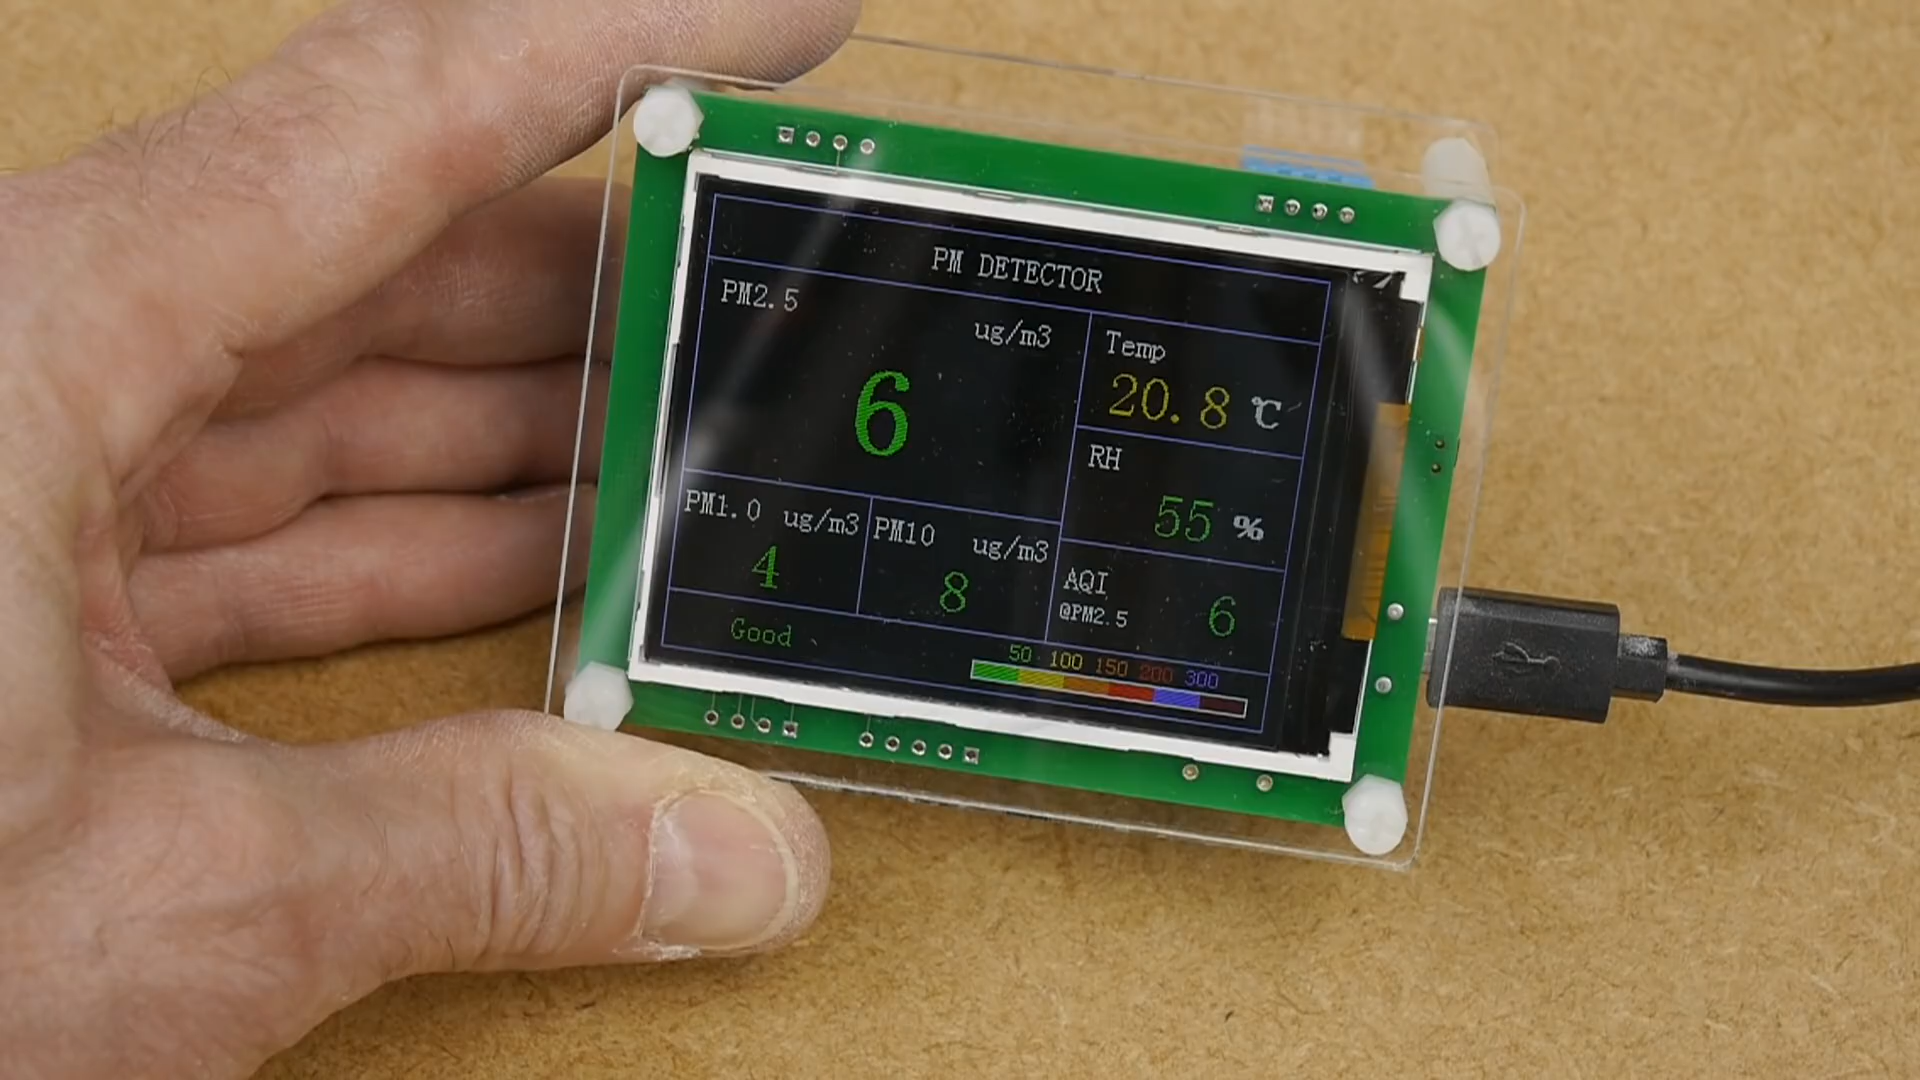 PM DETECTOR
PM2.5
ug/m3
6
Temp
20.8 ℃
RH
55 %
PM1.0 ug/m3
4
PM10 ug/m3
8
AQI
@PM2.5
6
Good
50 100 150 200 300